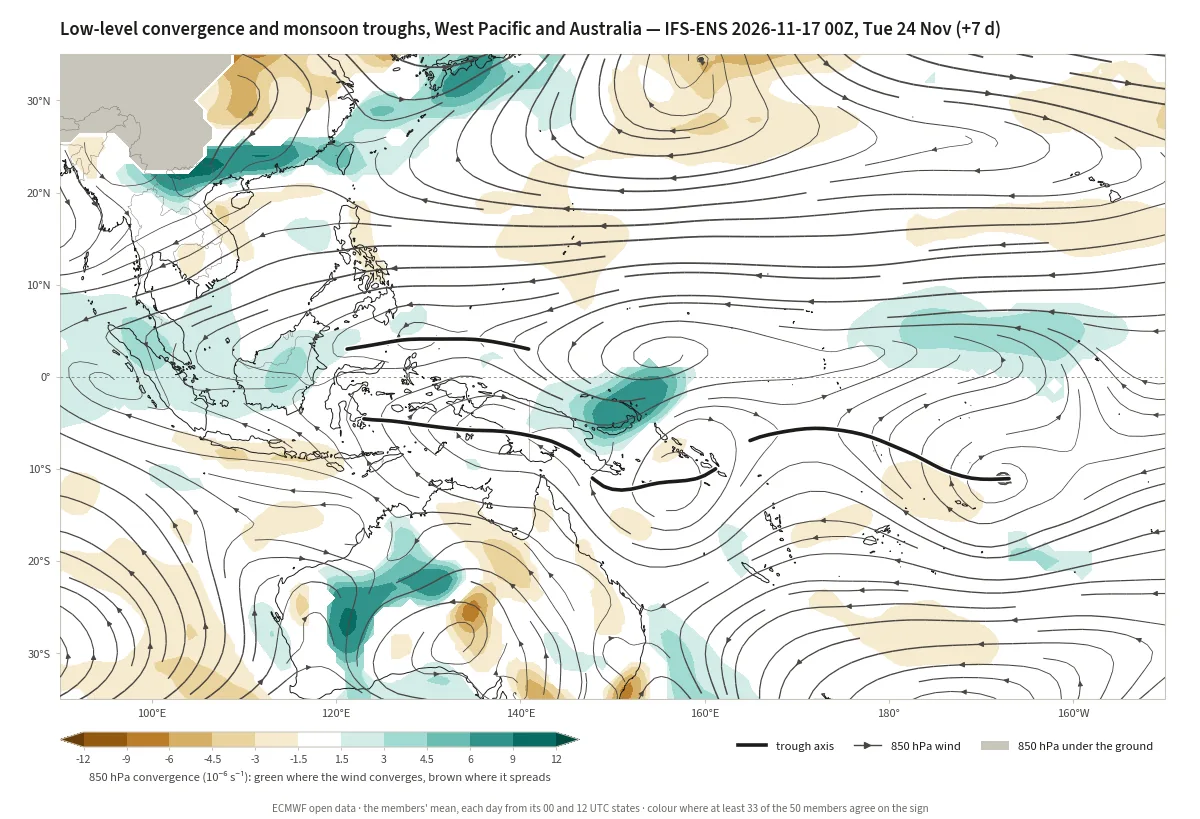 Low-level convergence and monsoon troughs, West Pacific and Australia — IFS-ENS 2026-11-17 00Z, Tue 24 Nov (+7 d)
30°N
20°N
10°N
0°
10°S
20°S
30°S
100°E 120°E 140°E 160°E 180° 160°W
-12 -9 -6 -4.5 -3 -1.5 1.5 3 4.5 6 9 12
850 hPa convergence (10⁻⁶ s⁻¹): green where the wind converges, brown where it spreads
trough axis 850 hPa wind 850 hPa under the ground
ECMWF open data · the members' mean, each day from its 00 and 12 UTC states · colour where at least 33 of the 50 members agree on the sign